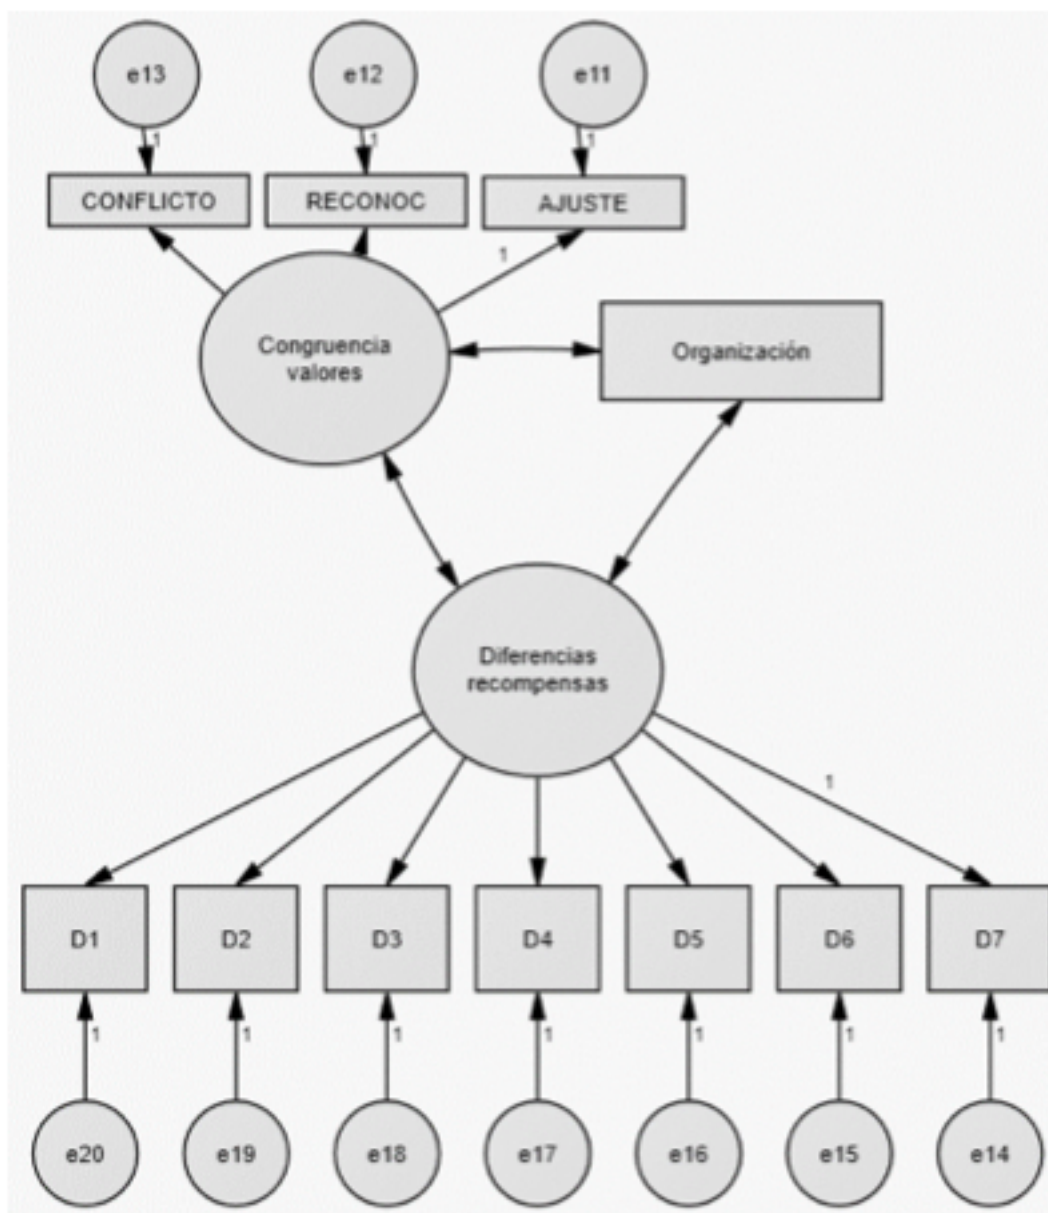 e13
e12
e11
1
1
1
CONFLICTO
RECONOC
AJUSTE
1
Congruencia
valores
Organización
Diferencias
recompensas
1
D1
D2
D3
D4
D5
D6
D7
1
1
1
1
1
1
1
e20
e19
e18
e17
e16
e15
e14